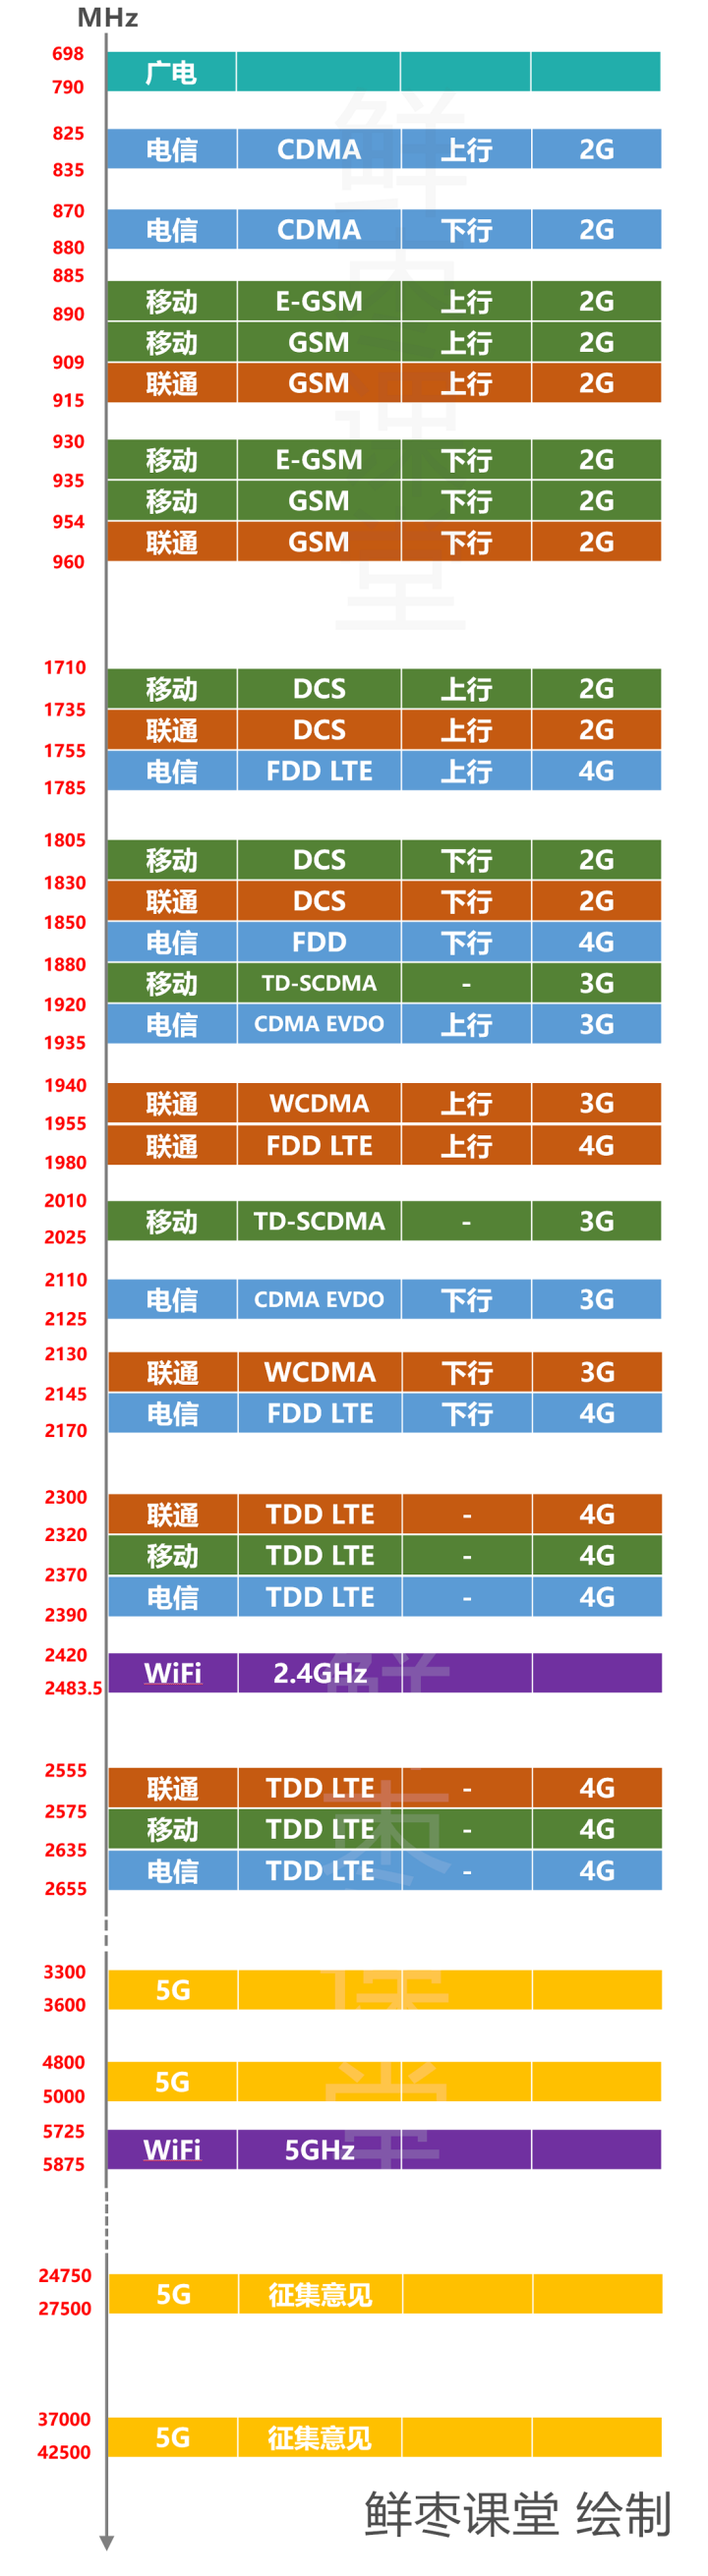 MHz
698
广电
790
825
电信 CDMA 上行 2G
835
870
电信 CDMA 下行 2G
880
885
移动 E-GSM 上行 2G
890
移动 GSM 上行 2G
909
联通 GSM 上行 2G
915
930
移动 E-GSM 下行 2G
935
移动 GSM 下行 2G
954
联通 GSM 下行 2G
960
1710
移动 DCS 上行 2G
1735
联通 DCS 上行 2G
1755
电信 FDD LTE 上行 4G
1785
1805
移动 DCS 下行 2G
1830
联通 DCS 下行 2G
1850
电信 FDD 下行 4G
1880
移动 TD-SCDMA - 3G
1920
电信 CDMA EVDO 上行 3G
1935
1940
联通 WCDMA 上行 3G
1955
联通 FDD LTE 上行 4G
1980
2010
移动 TD-SCDMA - 3G
2025
2110
电信 CDMA EVDO 下行 3G
2125
2130
联通 WCDMA 下行 3G
2145
电信 FDD LTE 下行 4G
2170
2300
联通 TDD LTE - 4G
2320
移动 TDD LTE - 4G
2370
电信 TDD LTE - 4G
2390
2420
WiFi 2.4GHz
2483.5
2555
联通 TDD LTE - 4G
2575
移动 TDD LTE - 4G
2635
电信 TDD LTE - 4G
2655
3300
5G
3600
4800
5G
5000
5725
WiFi 5GHz
5875
24750
5G 征集意见
27500
37000
5G 征集意见
42500
鲜枣课堂 绘制
鲜枣课堂
鲜枣课堂